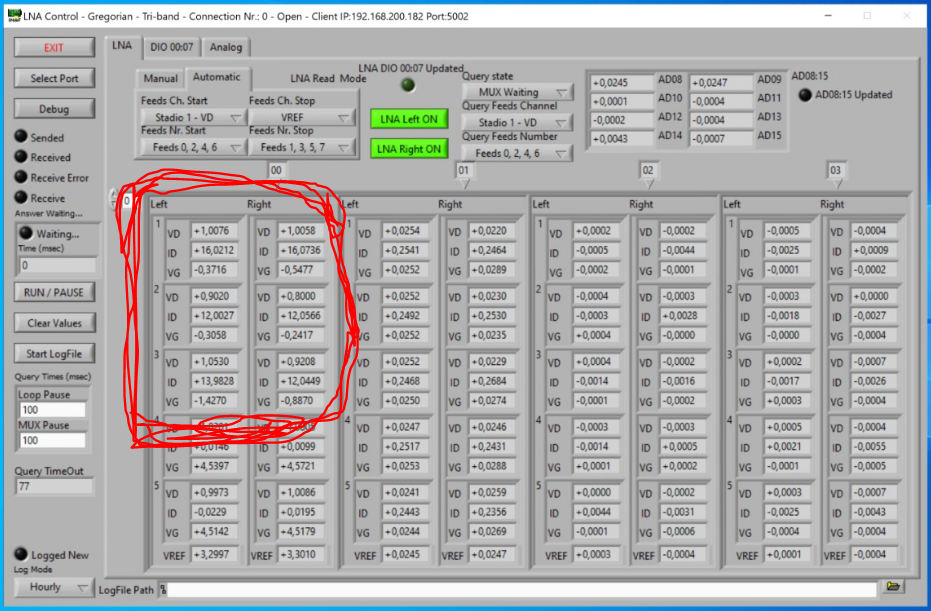 LNA Control - Gregorian - Tri-band - Connection Nr.: 0 - Open - Client IP:192.168.200.182 Port:5002
EXIT
Select Port
Debug
Sended
Received
Receive Error
Receive
Answer Waiting...
Waiting...
Time (msec)
0
RUN / PAUSE
Clear Values
Start LogFile
Query Times (msec)
Loop Pause
100
MUX Pause
100
Query TimeOut
77
Logged New
Log Mode
Hourly
LNA DIO 00:07 Analog
Manual Automatic
LNA Read Mode
LNA DIO 00:07 Updated
Feeds Ch. Start Feeds Ch. Stop
Stadio 1 - VD VREF
Feeds Nr. Start Feeds Nr. Stop
Feeds 0, 2, 4, 6 Feeds 1, 3, 5, 7
LNA Left ON
LNA Right ON
Query state
MUX Waiting
Query Feeds Channel
Stadio 1 - VD
Query Feeds Number
Feeds 0, 2, 4, 6
+0,0245 AD08 +0,0247 AD09
+0,0001 AD10 -0,0004 AD11
-0,0002 AD12 -0,0004 AD13
+0,0043 AD14 -0,0007 AD15
AD08:15
AD08:15 Updated
00 01 02 03
0
Left Right Left Right Left Right Left Right
1 VD +1,0076 VD +1,0058 1 VD +0,0254 VD +0,0220 1 VD +0,0002 VD -0,0002 1 VD -0,0005 VD -0,0004
ID +16,0212 ID +16,0736 ID +0,2541 ID +0,2464 ID -0,0005 ID -0,0044 ID -0,0025 ID +0,0009
VG -0,3716 VG -0,5477 VG +0,0252 VG +0,0289 VG -0,0002 VG -0,0001 VG -0,0001 VG -0,0002
2 VD +0,9020 VD +0,8000 2 VD +0,0252 VD +0,0230 2 VD -0,0004 VD -0,0003 2 VD -0,0003 VD +0,0000
ID +12,0027 ID +12,0566 ID +0,2492 ID +0,2530 ID -0,0003 ID +0,0028 ID -0,0018 ID -0,0027
VG -0,3058 VG -0,2417 VG +0,0252 VG +0,0235 VG +0,0004 VG -0,0000 VG -0,0002 VG -0,0004
3 VD +1,0530 VD +0,9208 3 VD +0,0252 VD +0,0229 3 VD +0,0004 VD -0,0002 3 VD +0,0002 VD -0,0007
ID +13,9828 ID +12,0449 ID +0,2468 ID +0,2684 ID -0,0014 ID -0,0016 ID -0,0017 ID -0,0026
VG -1,4270 VG -0,8870 VG +0,0250 VG +0,0274 VG -0,0001 VG -0,0002 VG +0,0003 VG -0,0004
4 VD 4 VD +0,0247 VD +0,0246 4 VD -0,0003 VD -0,0003 4 VD +0,0005 VD -0,0004
ID +0,0146 ID +0,0099 ID +0,2517 ID +0,2431 ID -0,0014 ID +0,0005 ID +0,0021 ID -0,0055
VG +4,5397 VG +4,5721 VG +0,0253 VG +0,0288 VG +0,0001 VG +0,0002 VG -0,0001 VG -0,0005
5 VD +0,9973 VD +1,0086 5 VD +0,0241 VD +0,0259 5 VD +0,0000 VD -0,0002 5 VD +0,0003 VD -0,0007
ID -0,0229 ID +0,0195 ID +0,2443 ID +0,2356 ID +0,0044 ID -0,0031 ID -0,0025 ID -0,0043
VG +4,5142 VG +4,5179 VG +0,0244 VG +0,0269 VG -0,0001 VG -0,0006 VG -0,0004 VG -0,0004
VREF +3,2997 VREF +3,3010 VREF +0,0245 VREF +0,0247 VREF +0,0003 VREF -0,0004 VREF +0,0001 VREF -0,0004
LogFile Path